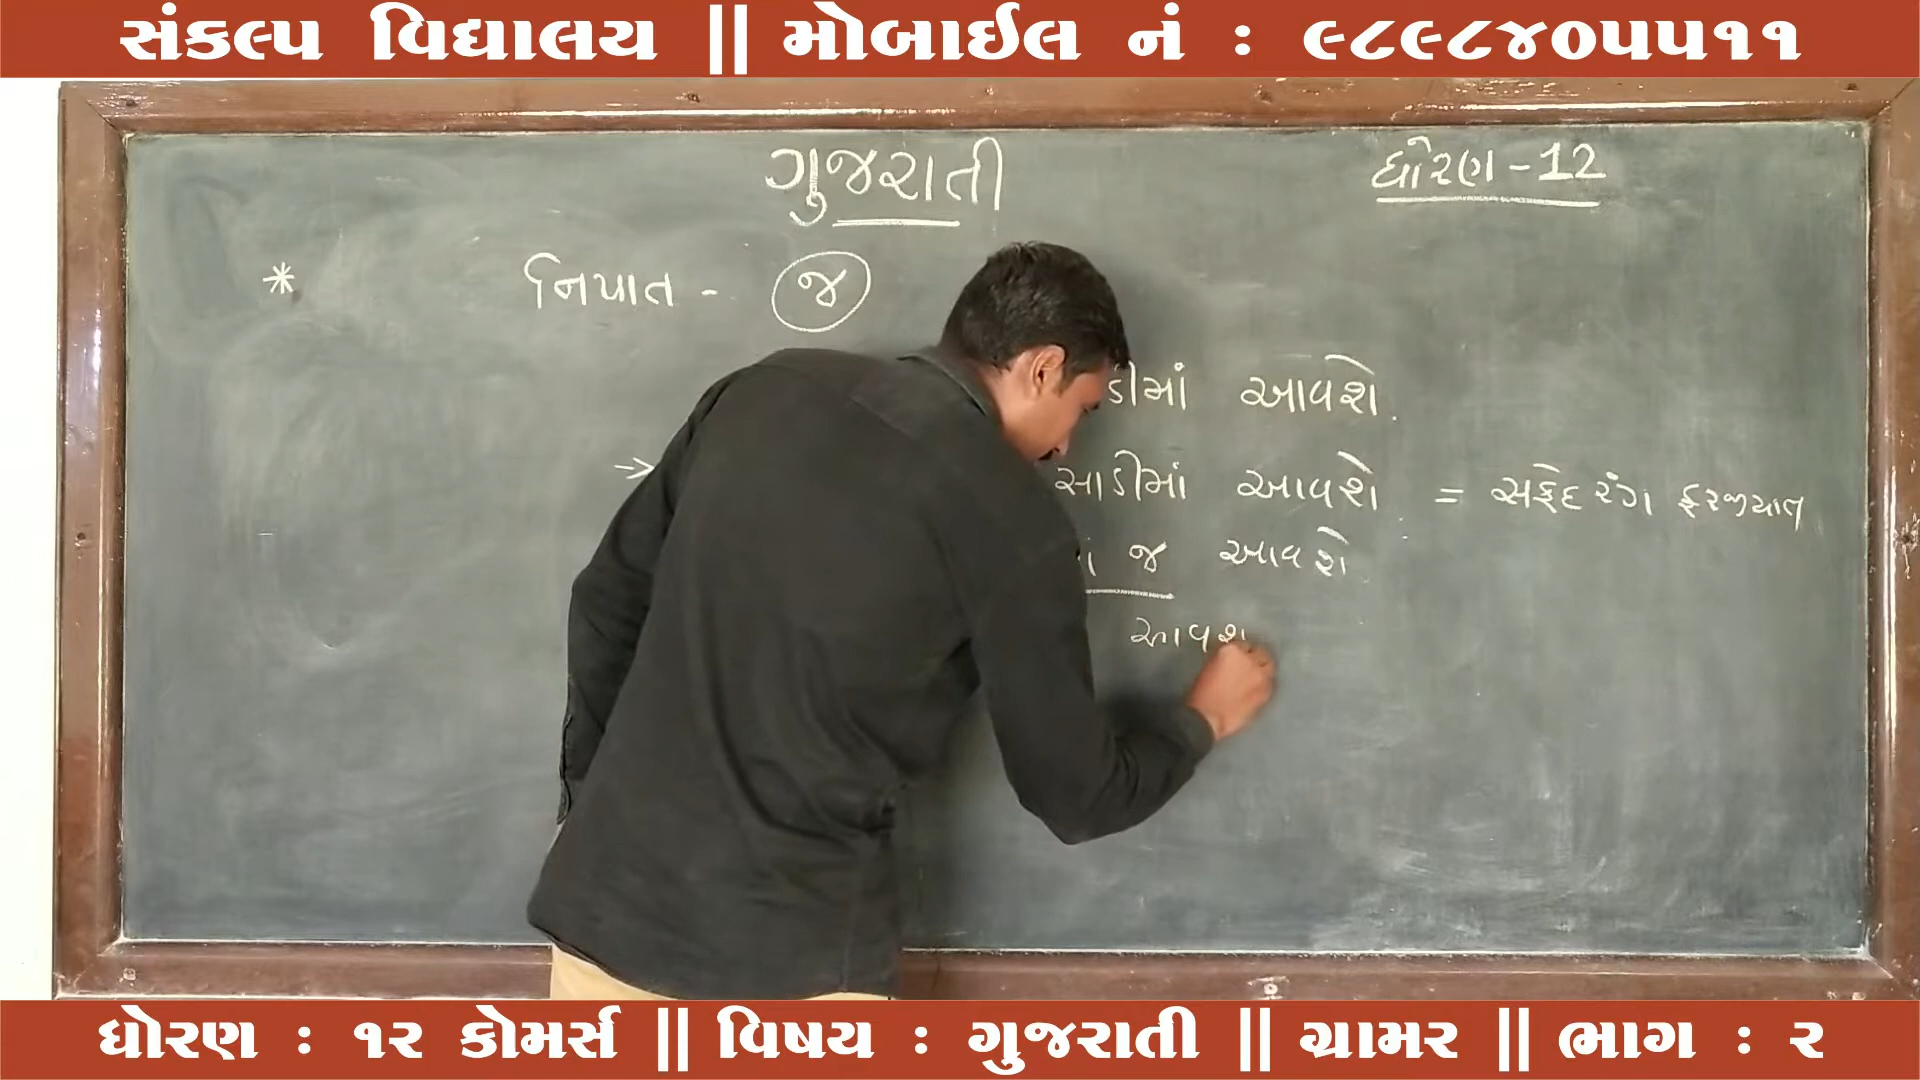 સંકલ્પ વિદ્યાલય || મોબાઈલ નં : ૯૮૯૮૪૦૫૫૧૧
ગુજરાતી
ધોરણ - 12
* નિપાત - જ
ડીમાં આવશે.
→ સાડીમાં આવશે = સફેદ રંગ ફરજીયાત
જ આવશે.
આવશ
ધોરણ : ૧૨ કોમર્સ || વિષય : ગુજરાતી || ગ્રામર || ભાગ : ૨